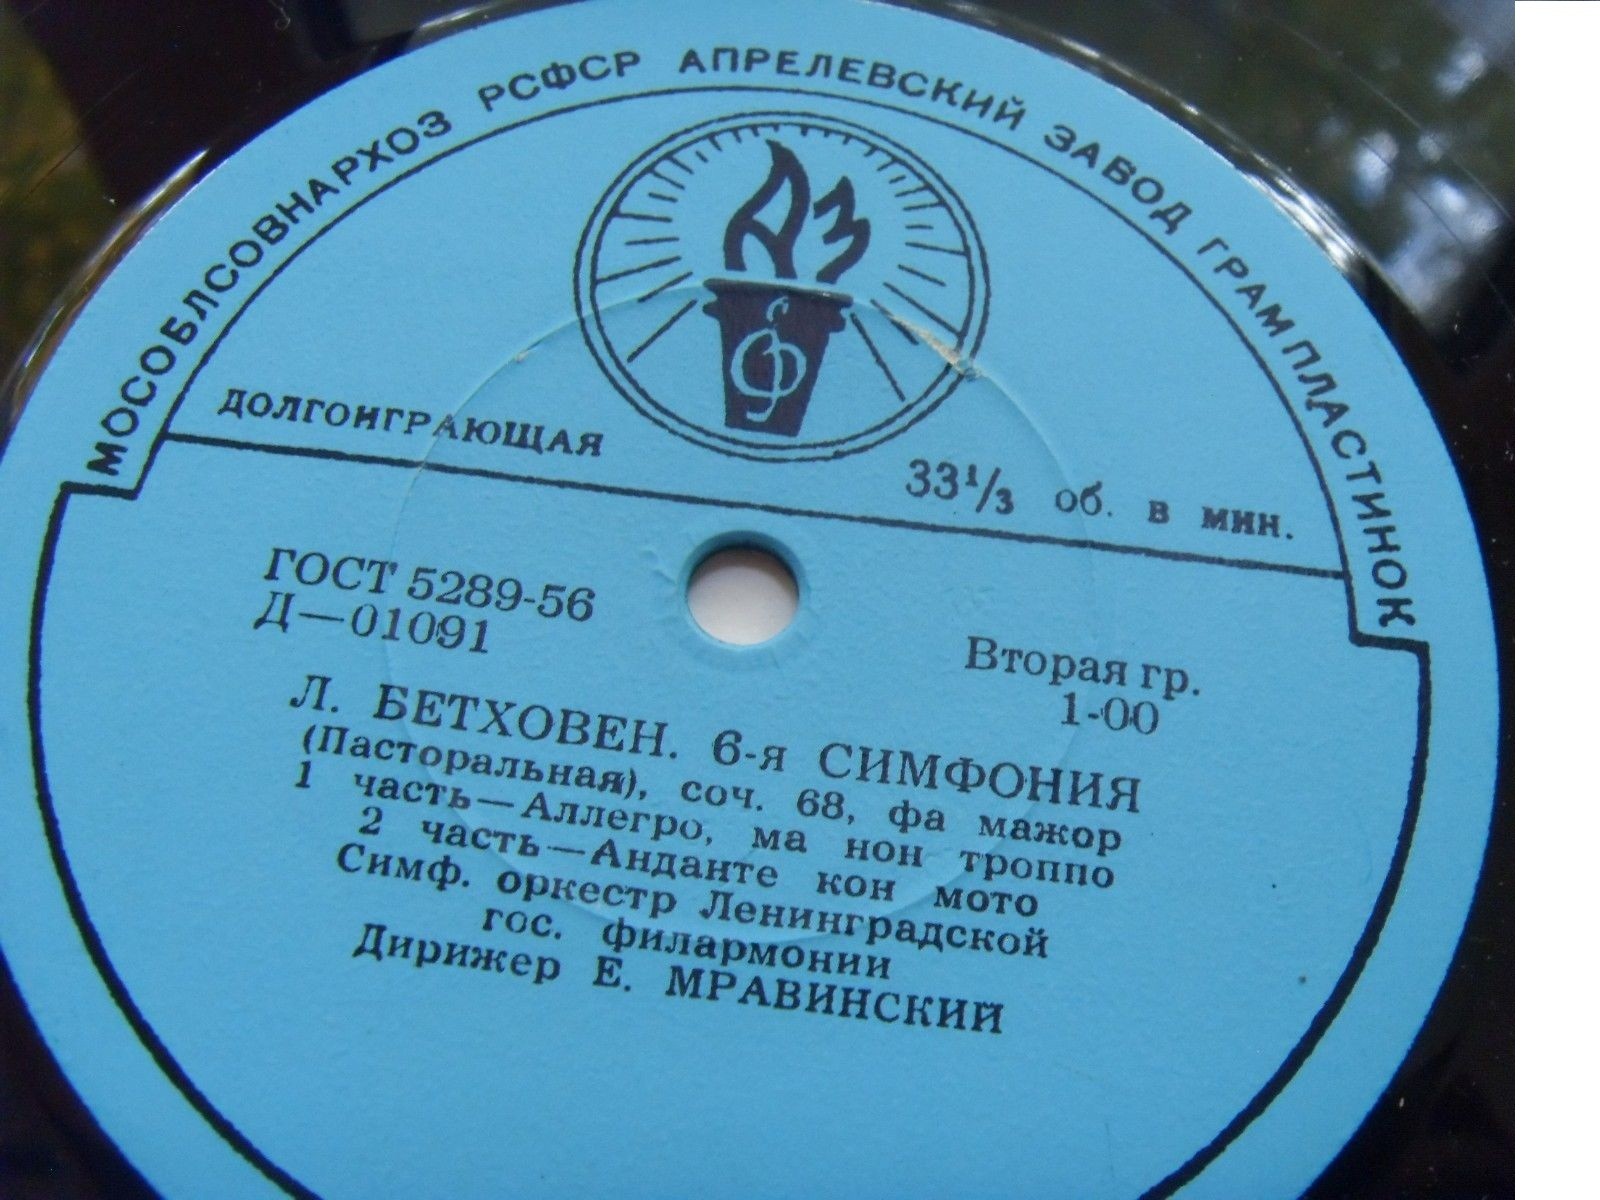 МОСОБЛСОВНАРХОЗ РСФСР АПРЕЛЕВСКИЙ ЗАВОД ГРАМПЛАСТИНОК
АЗ
ДОЛГОИГРАЮЩАЯ
33⅓ об. в мин.
ГОСТ 5289-56
Д—01091
Вторая гр.
1-00
Л. БЕТХОВЕН. 6-я СИМФОНИЯ
(Пасторальная), соч. 68, фа мажор
1 часть—Аллегро, ма нон троппо
2 часть—Анданте кон мото
Симф. оркестр Ленинградской
гос. филармонии
Дирижер Е. МРАВИНСКИЙ